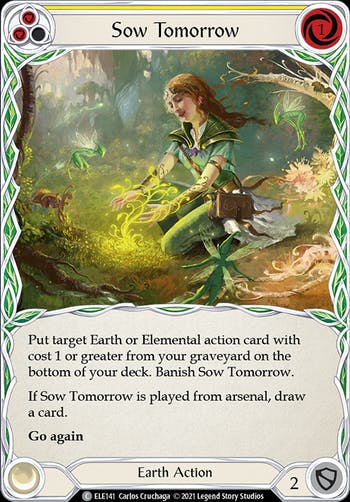 Sow Tomorrow
1
Put target Earth or Elemental action card with
cost 1 or greater from your graveyard on the
bottom of your deck. Banish Sow Tomorrow.
If Sow Tomorrow is played from arsenal, draw
a card.
Go again
Earth Action
2
C ELE141 Carlos Cruchaga © 2021 Legend Story Studios